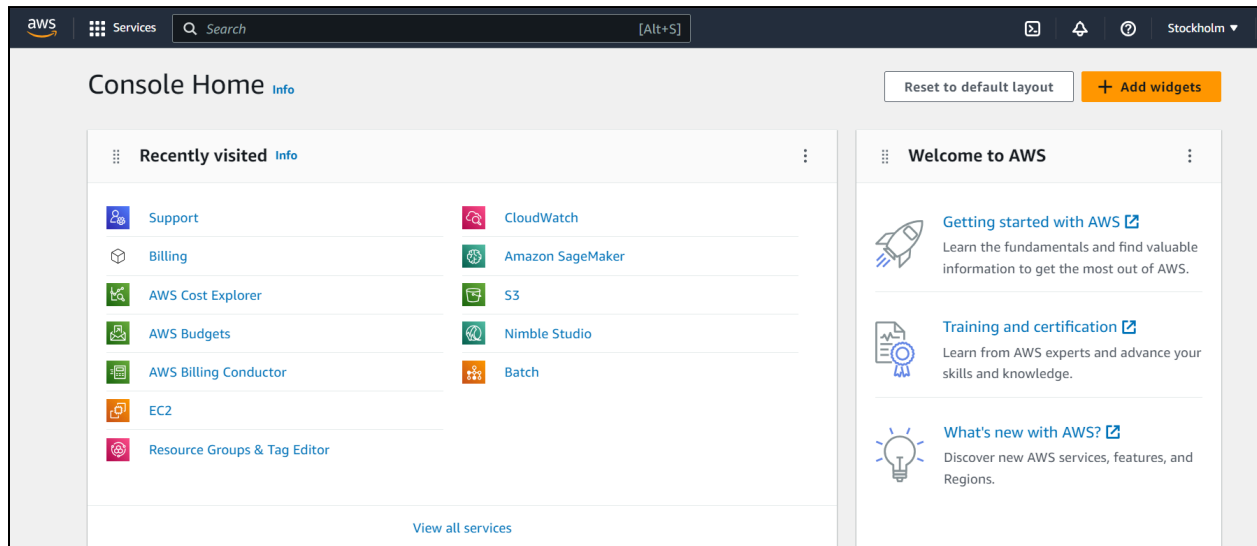 aws
Services
Search
[Alt+S]
Stockholm
Console Home Info
Reset to default layout
+ Add widgets
Recently visited Info
Support
Billing
AWS Cost Explorer
AWS Budgets
AWS Billing Conductor
EC2
Resource Groups & Tag Editor
CloudWatch
Amazon SageMaker
S3
Nimble Studio
Batch
View all services
Welcome to AWS
Getting started with AWS
Learn the fundamentals and find valuable
information to get the most out of AWS.
Training and certification
Learn from AWS experts and advance your
skills and knowledge.
What's new with AWS?
Discover new AWS services, features, and
Regions.